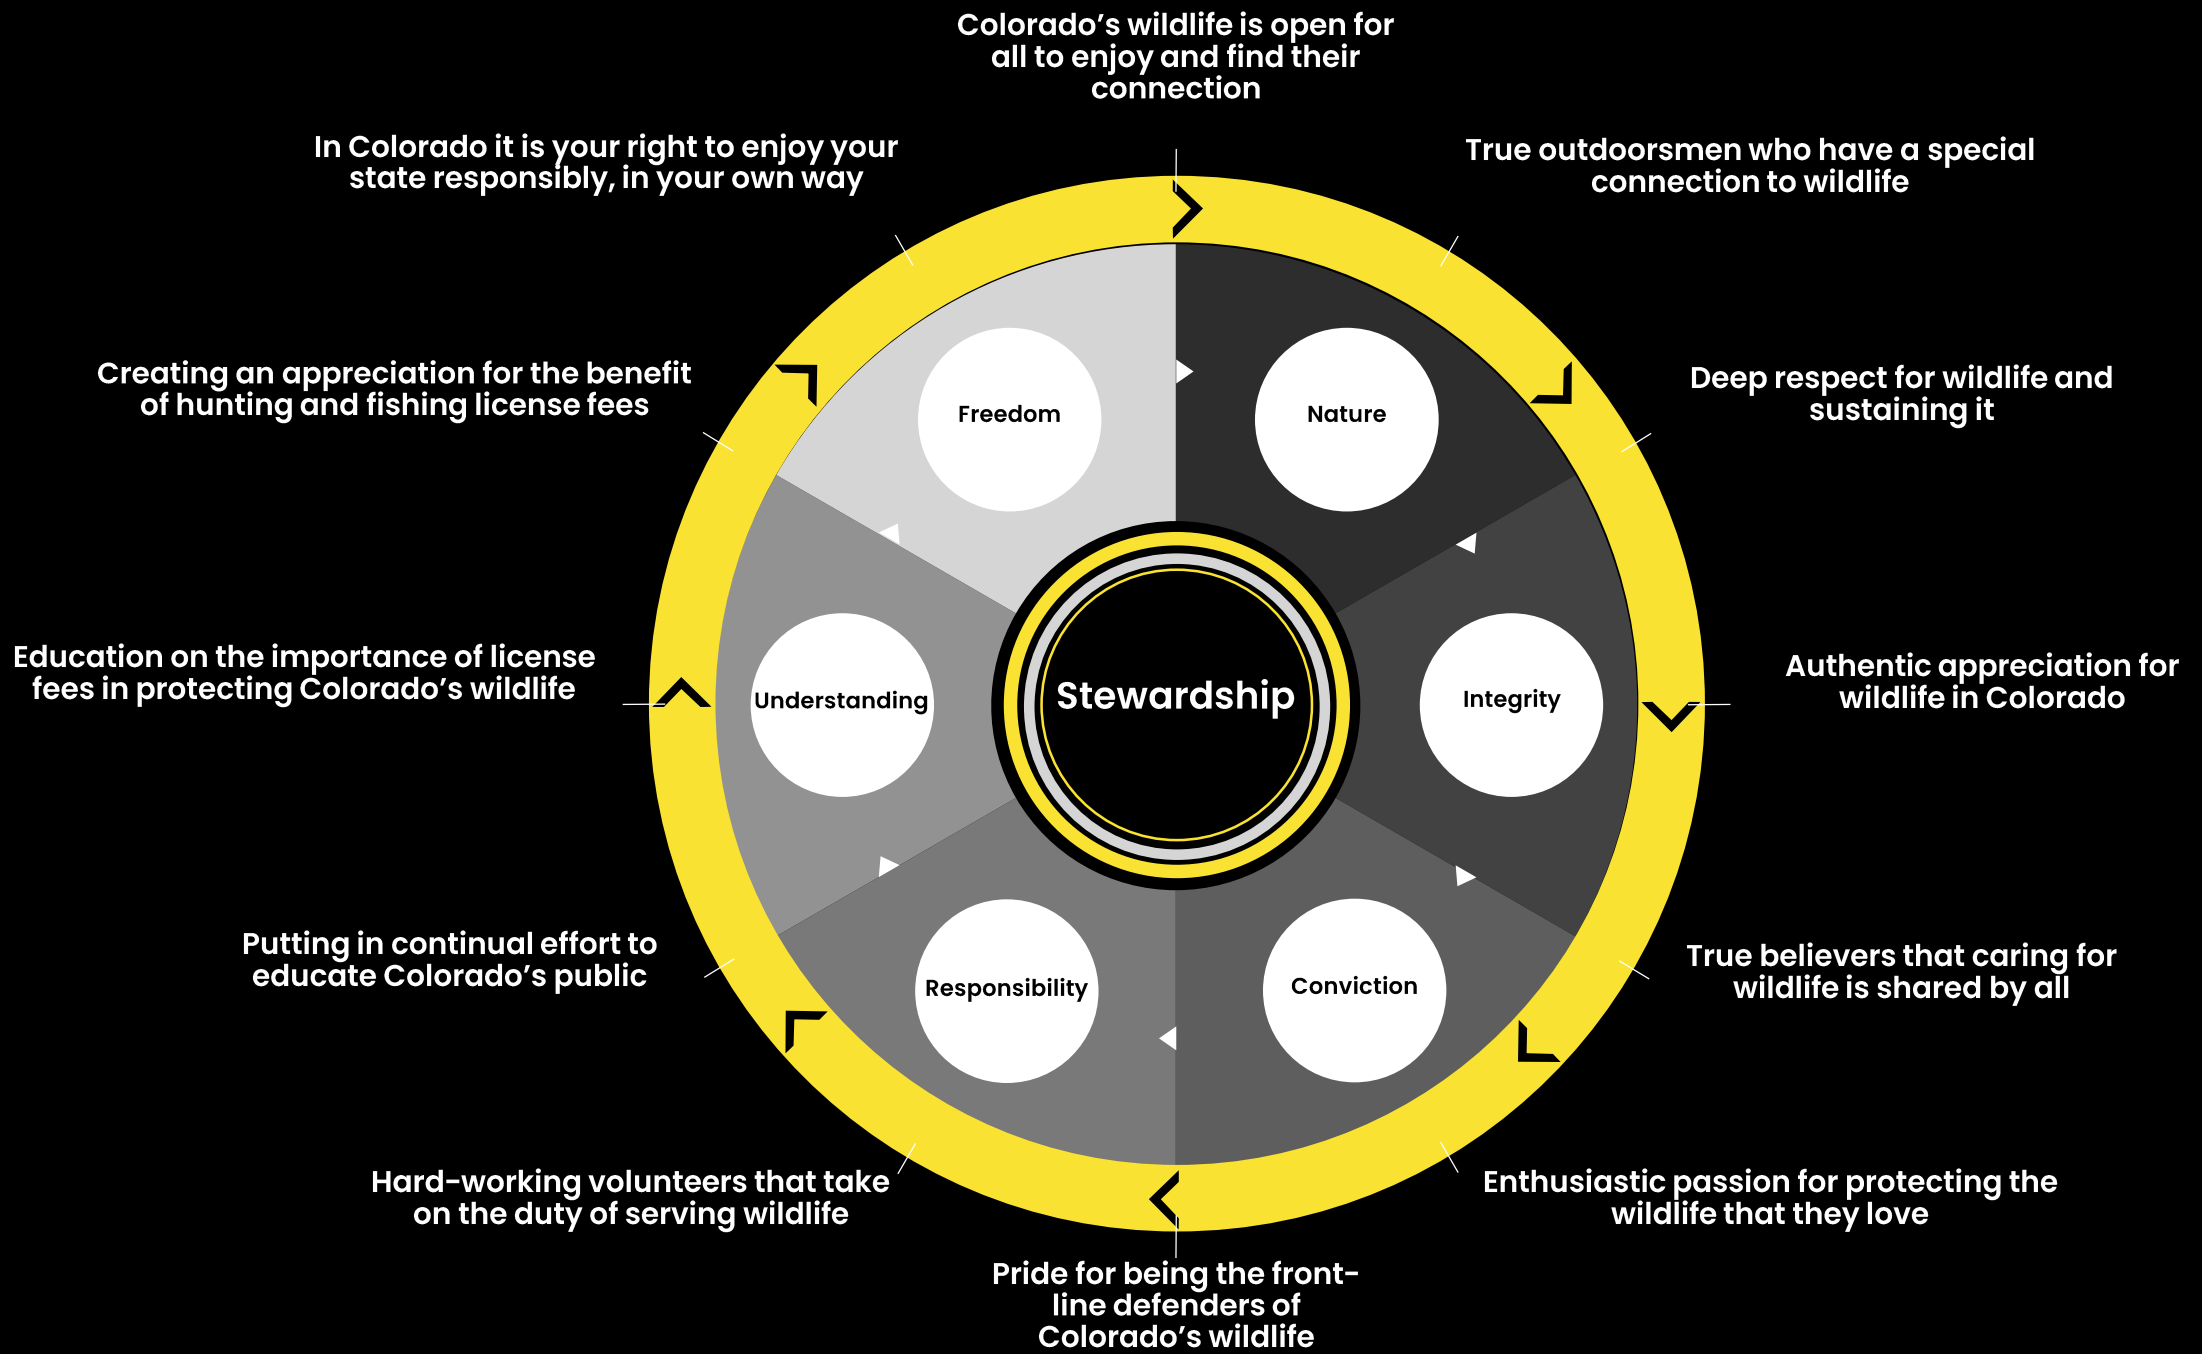 Colorado’s wildlife is open for
all to enjoy and find their
connection
In Colorado it is your right to enjoy your
state responsibly, in your own way
True outdoorsmen who have a special
connection to wildlife
Creating an appreciation for the benefit
of hunting and fishing license fees
Deep respect for wildlife and
sustaining it
Freedom
Nature
Education on the importance of license
fees in protecting Colorado’s wildlife
Understanding
Stewardship
Integrity
Authentic appreciation for
wildlife in Colorado
Putting in continual effort to
educate Colorado’s public
Responsibility
Conviction
True believers that caring for
wildlife is shared by all
Hard-working volunteers that take
on the duty of serving wildlife
Enthusiastic passion for protecting the
wildlife that they love
Pride for being the front-
line defenders of
Colorado’s wildlife